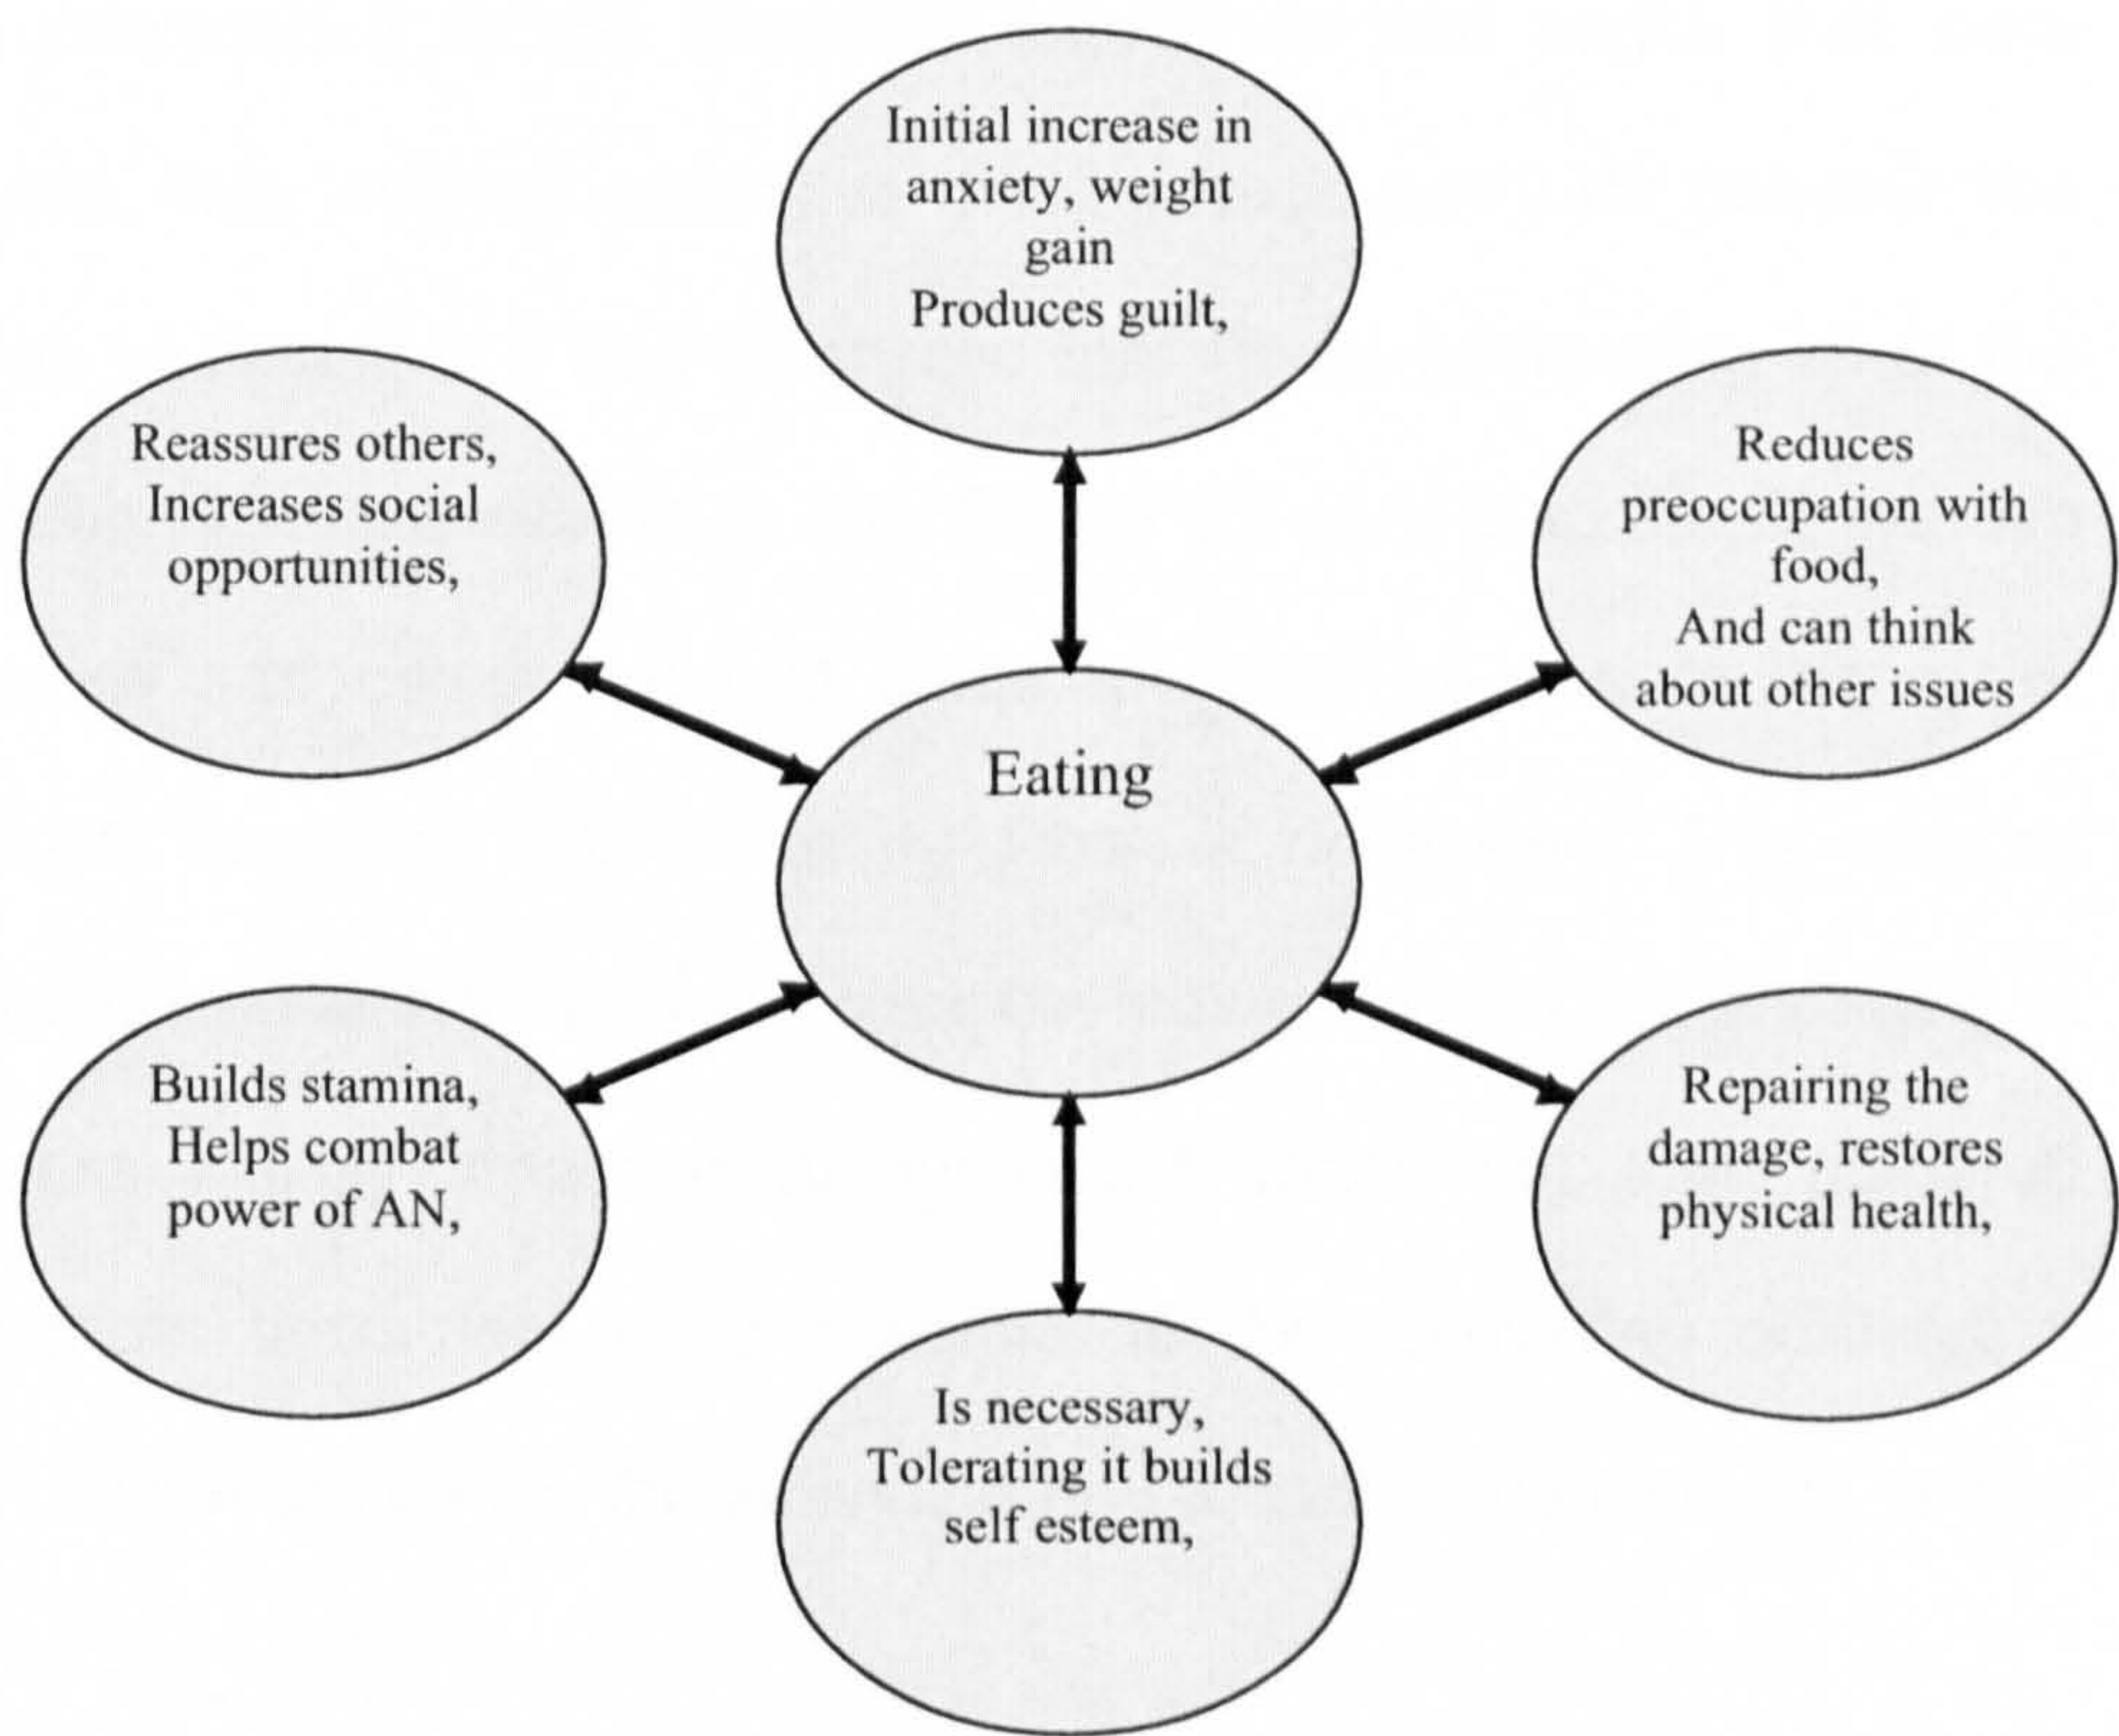 Initial increase in
anxiety, weight
gain
Produces guilt,
Reassures others,
Increases social
opportunities,
Reduces
preoccupation with
food,
And can think
about other issues
Eating
Builds stamina,
Helps combat
power of AN,
Repairing the
damage, restores
physical health,
Is necessary,
Tolerating it builds
self esteem,